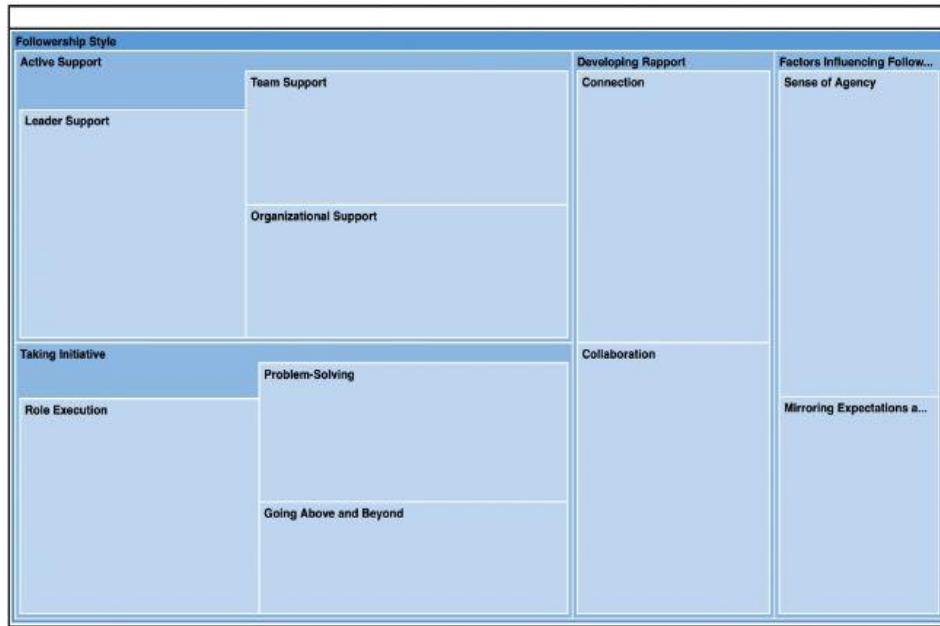 Followership Style
Active Support
Team Support
Leader Support
Organizational Support
Taking Initiative
Problem-Solving
Role Execution
Going Above and Beyond
Developing Rapport
Connection
Collaboration
Factors Influencing Follow...
Sense of Agency
Mirroring Expectations a...